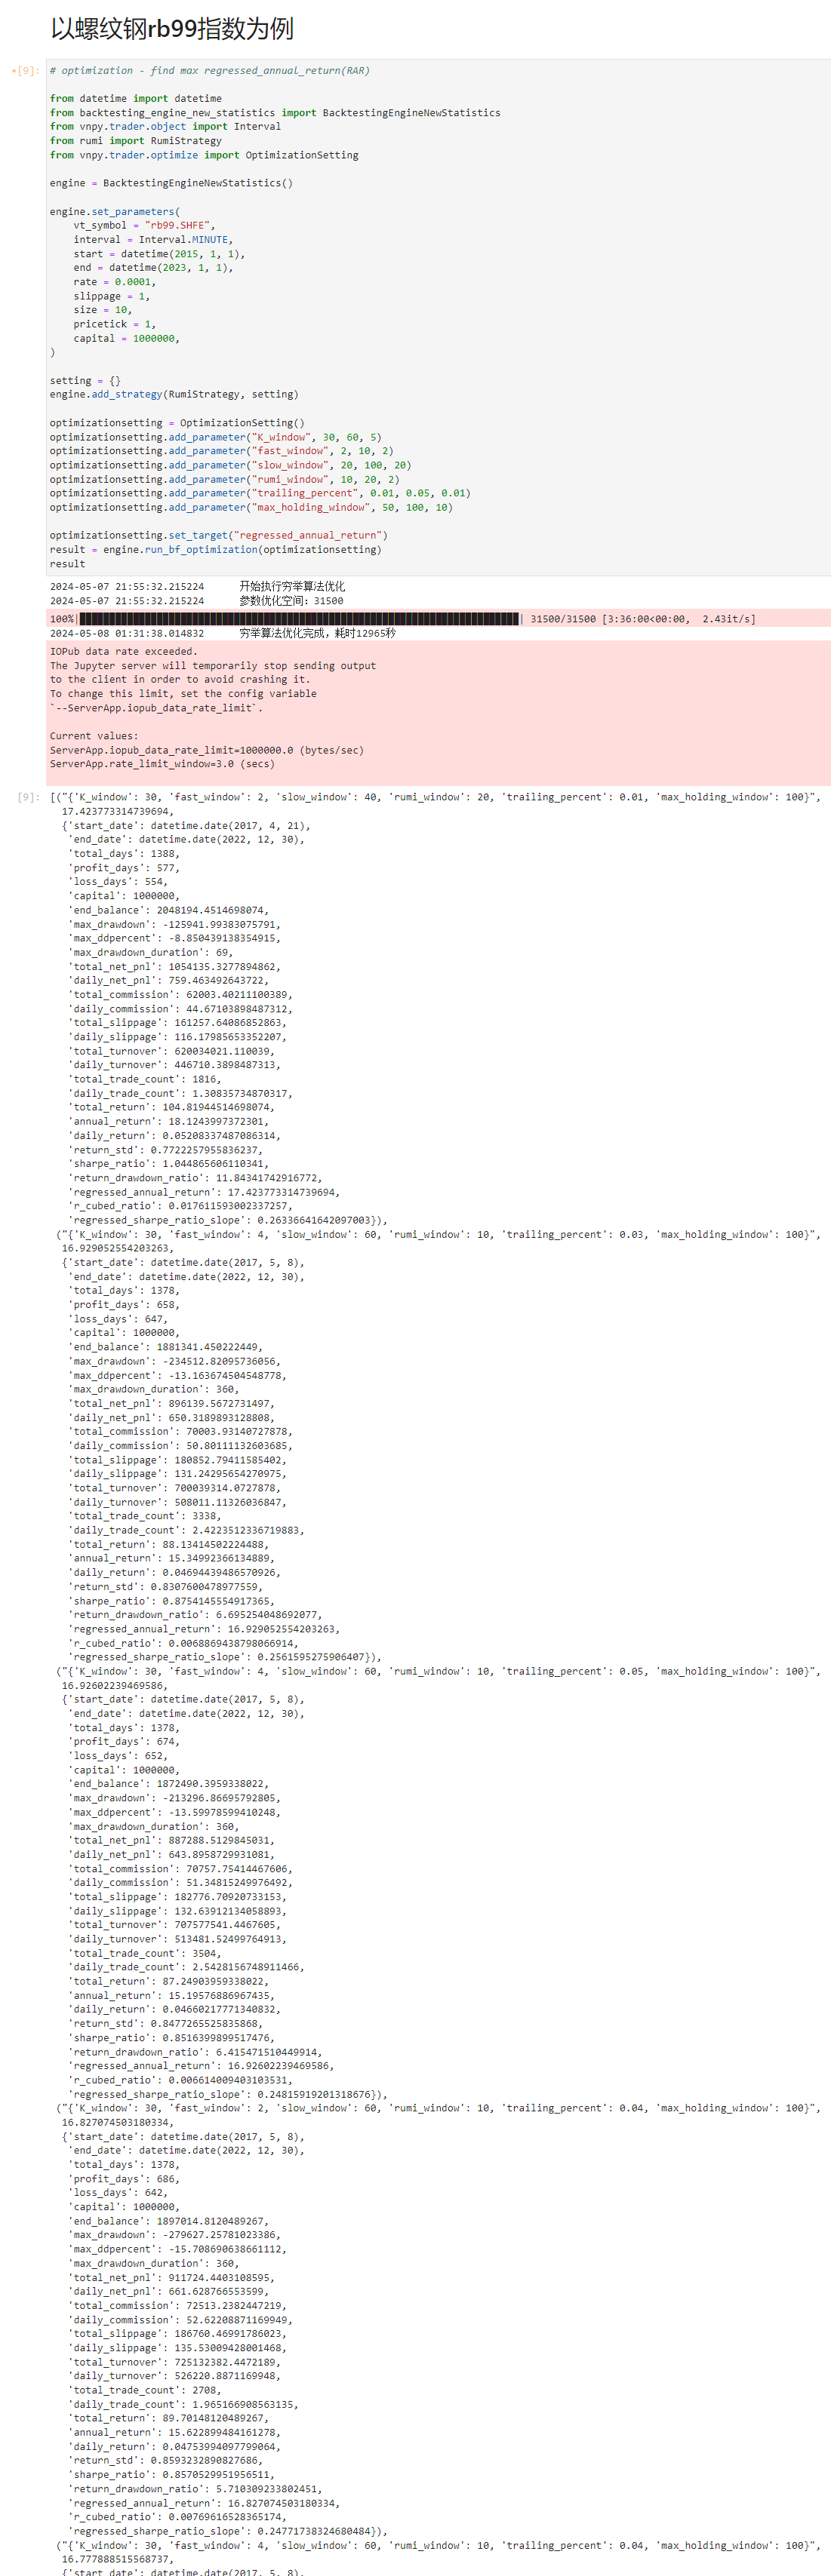 以螺纹钢rb99指数为例
•[9]: # optimization - find max regressed_annual_return(RAR)
from datetime import datetime
from backtesting_engine_new_statistics import BacktestingEngineNewStatistics
from vnpy.trader.object import Interval
from rumi import RumiStrategy
from vnpy.trader.optimize import OptimizationSetting
engine = BacktestingEngineNewStatistics()
engine.set_parameters(
vt_symbol = "rb99.SHFE",
interval = Interval.MINUTE,
start = datetime(2015, 1, 1),
end = datetime(2023, 1, 1),
rate = 0.0001,
slippage = 1,
size = 10,
pricetick = 1,
capital = 1000000,
)
setting = {}
engine.add_strategy(RumiStrategy, setting)
optimizationsetting = OptimizationSetting()
optimizationsetting.add_parameter("K_window", 30, 60, 5)
optimizationsetting.add_parameter("fast_window", 2, 10, 2)
optimizationsetting.add_parameter("slow_window", 20, 100, 20)
optimizationsetting.add_parameter("rumi_window", 10, 20, 2)
optimizationsetting.add_parameter("trailing_percent", 0.01, 0.05, 0.01)
optimizationsetting.add_parameter("max_holding_window", 50, 100, 10)
optimizationsetting.set_target("regressed_annual_return")
result = engine.run_bf_optimization(optimizationsetting)
result
2024-05-07 21:55:32.215224 开始执行穷举算法优化
2024-05-07 21:55:32.215224 参数优化空间：31500
100%| | 31500/31500 [3:36:00<00:00, 2.43it/s]
2024-05-08 01:31:38.014832 穷举算法优化完成，耗时12965秒
IOPub data rate exceeded.
The Jupyter server will temporarily stop sending output
to the client in order to avoid crashing it.
To change this limit, set the config variable
`--ServerApp.iopub_data_rate_limit`.
Current values:
ServerApp.iopub_data_rate_limit=1000000.0 (bytes/sec)
ServerApp.rate_limit_window=3.0 (secs)
[9]: [("{'K_window': 30, 'fast_window': 2, 'slow_window': 40, 'rumi_window': 20, 'trailing_percent': 0.01, 'max_holding_window': 100}",
17.423773314739694,
{'start_date': datetime.date(2017, 4, 21),
'end_date': datetime.date(2022, 12, 30),
'total_days': 1388,
'profit_days': 577,
'loss_days': 554,
'capital': 1000000,
'end_balance': 2048194.4514698074,
'max_drawdown': -125941.99383075791,
'max_ddpercent': -8.850439138354915,
'max_drawdown_duration': 69,
'total_net_pnl': 1054135.3277894862,
'daily_net_pnl': 759.463492643722,
'total_commission': 62003.40211100389,
'daily_commission': 44.67103898487312,
'total_slippage': 161257.64086852863,
'daily_slippage': 116.17985653352207,
'total_turnover': 620034021.110039,
'daily_turnover': 446710.3898487313,
'total_trade_count': 1816,
'daily_trade_count': 1.30835734870317,
'total_return': 104.81944514698074,
'annual_return': 18.1243997372301,
'daily_return': 0.05208337487086314,
'return_std': 0.7722257955836237,
'sharpe_ratio': 1.044865606110341,
'return_drawdown_ratio': 11.84341742916772,
'regressed_annual_return': 17.423773314739694,
'r_cubed_ratio': 0.017611593002337257,
'regressed_sharpe_ratio_slope': 0.26336641642097003}),
("{'K_window': 30, 'fast_window': 4, 'slow_window': 60, 'rumi_window': 10, 'trailing_percent': 0.03, 'max_holding_window': 100}",
16.929052554203263,
{'start_date': datetime.date(2017, 5, 8),
'end_date': datetime.date(2022, 12, 30),
'total_days': 1378,
'profit_days': 658,
'loss_days': 647,
'capital': 1000000,
'end_balance': 1881341.450222449,
'max_drawdown': -234512.82095736056,
'max_ddpercent': -13.163674504548778,
'max_drawdown_duration': 360,
'total_net_pnl': 896139.5672731497,
'daily_net_pnl': 650.3189893128808,
'total_commission': 70003.93140727878,
'daily_commission': 50.80111132603685,
'total_slippage': 180852.79411585402,
'daily_slippage': 131.24295654270975,
'total_turnover': 700039314.0727878,
'daily_turnover': 508011.11326036847,
'total_trade_count': 3338,
'daily_trade_count': 2.4223512336719883,
'total_return': 88.13414502224488,
'annual_return': 15.34992366134889,
'daily_return': 0.04694439486570926,
'return_std': 0.8307600478977559,
'sharpe_ratio': 0.8754145554917365,
'return_drawdown_ratio': 6.695254048692077,
'regressed_annual_return': 16.929052554203263,
'r_cubed_ratio': 0.0068869438798066914,
'regressed_sharpe_ratio_slope': 0.2561595275906407}),
("{'K_window': 30, 'fast_window': 4, 'slow_window': 60, 'rumi_window': 10, 'trailing_percent': 0.05, 'max_holding_window': 100}",
16.92602239469586,
{'start_date': datetime.date(2017, 5, 8),
'end_date': datetime.date(2022, 12, 30),
'total_days': 1378,
'profit_days': 674,
'loss_days': 652,
'capital': 1000000,
'end_balance': 1872490.3959338022,
'max_drawdown': -213296.86695792805,
'max_ddpercent': -13.59978599410248,
'max_drawdown_duration': 360,
'total_net_pnl': 887288.5129845031,
'daily_net_pnl': 643.8958729931081,
'total_commission': 70757.75414467606,
'daily_commission': 51.34815249976492,
'total_slippage': 182776.70920733153,
'daily_slippage': 132.63912134058893,
'total_turnover': 707577541.4467605,
'daily_turnover': 513481.52499764913,
'total_trade_count': 3504,
'daily_trade_count': 2.5428156748911466,
'total_return': 87.24903959338022,
'annual_return': 15.19576886967435,
'daily_return': 0.04660217771340832,
'return_std': 0.8477265525835868,
'sharpe_ratio': 0.8516399899517476,
'return_drawdown_ratio': 6.415471510449914,
'regressed_annual_return': 16.92602239469586,
'r_cubed_ratio': 0.006614009403103531,
'regressed_sharpe_ratio_slope': 0.24815919201318676}),
("{'K_window': 30, 'fast_window': 2, 'slow_window': 60, 'rumi_window': 10, 'trailing_percent': 0.04, 'max_holding_window': 100}",
16.827074503180334,
{'start_date': datetime.date(2017, 5, 8),
'end_date': datetime.date(2022, 12, 30),
'total_days': 1378,
'profit_days': 686,
'loss_days': 642,
'capital': 1000000,
'end_balance': 1897014.8120489267,
'max_drawdown': -279627.25781023386,
'max_ddpercent': -15.708690638661112,
'max_drawdown_duration': 360,
'total_net_pnl': 911724.4403108595,
'daily_net_pnl': 661.628766553599,
'total_commission': 72513.2382447219,
'daily_commission': 52.62208871169949,
'total_slippage': 186760.46991786023,
'daily_slippage': 135.53009428001468,
'total_turnover': 725132382.4472189,
'daily_turnover': 526220.8871169948,
'total_trade_count': 2708,
'daily_trade_count': 1.965166908563135,
'total_return': 89.70148120489267,
'annual_return': 15.622899484161278,
'daily_return': 0.04753994097799064,
'return_std': 0.8593232890827686,
'sharpe_ratio': 0.8570529951956511,
'return_drawdown_ratio': 5.710309233802451,
'regressed_annual_return': 16.827074503180334,
'r_cubed_ratio': 0.00769616528365174,
'regressed_sharpe_ratio_slope': 0.24771738324680484}),
("{'K_window': 30, 'fast_window': 4, 'slow_window': 60, 'rumi_window': 10, 'trailing_percent': 0.04, 'max_holding_window': 100}",
16.777888515568737,
{'start_date': datetime.date(2017, 5, 8),